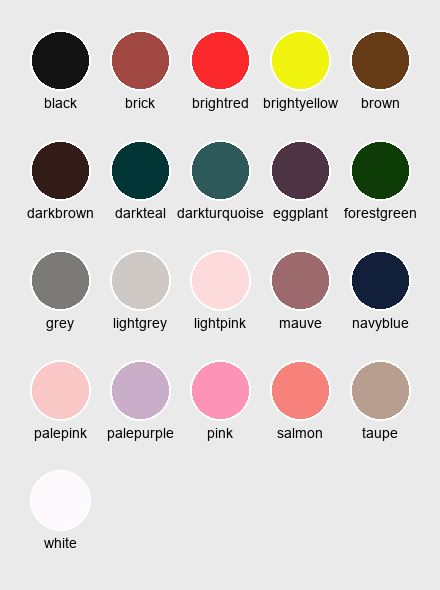 black brick brightred brightyellow brown
darkbrown darkteal darkturquoise eggplant forestgreen
grey lightgrey lightpink mauve navyblue
palepink palepurple pink salmon taupe
white